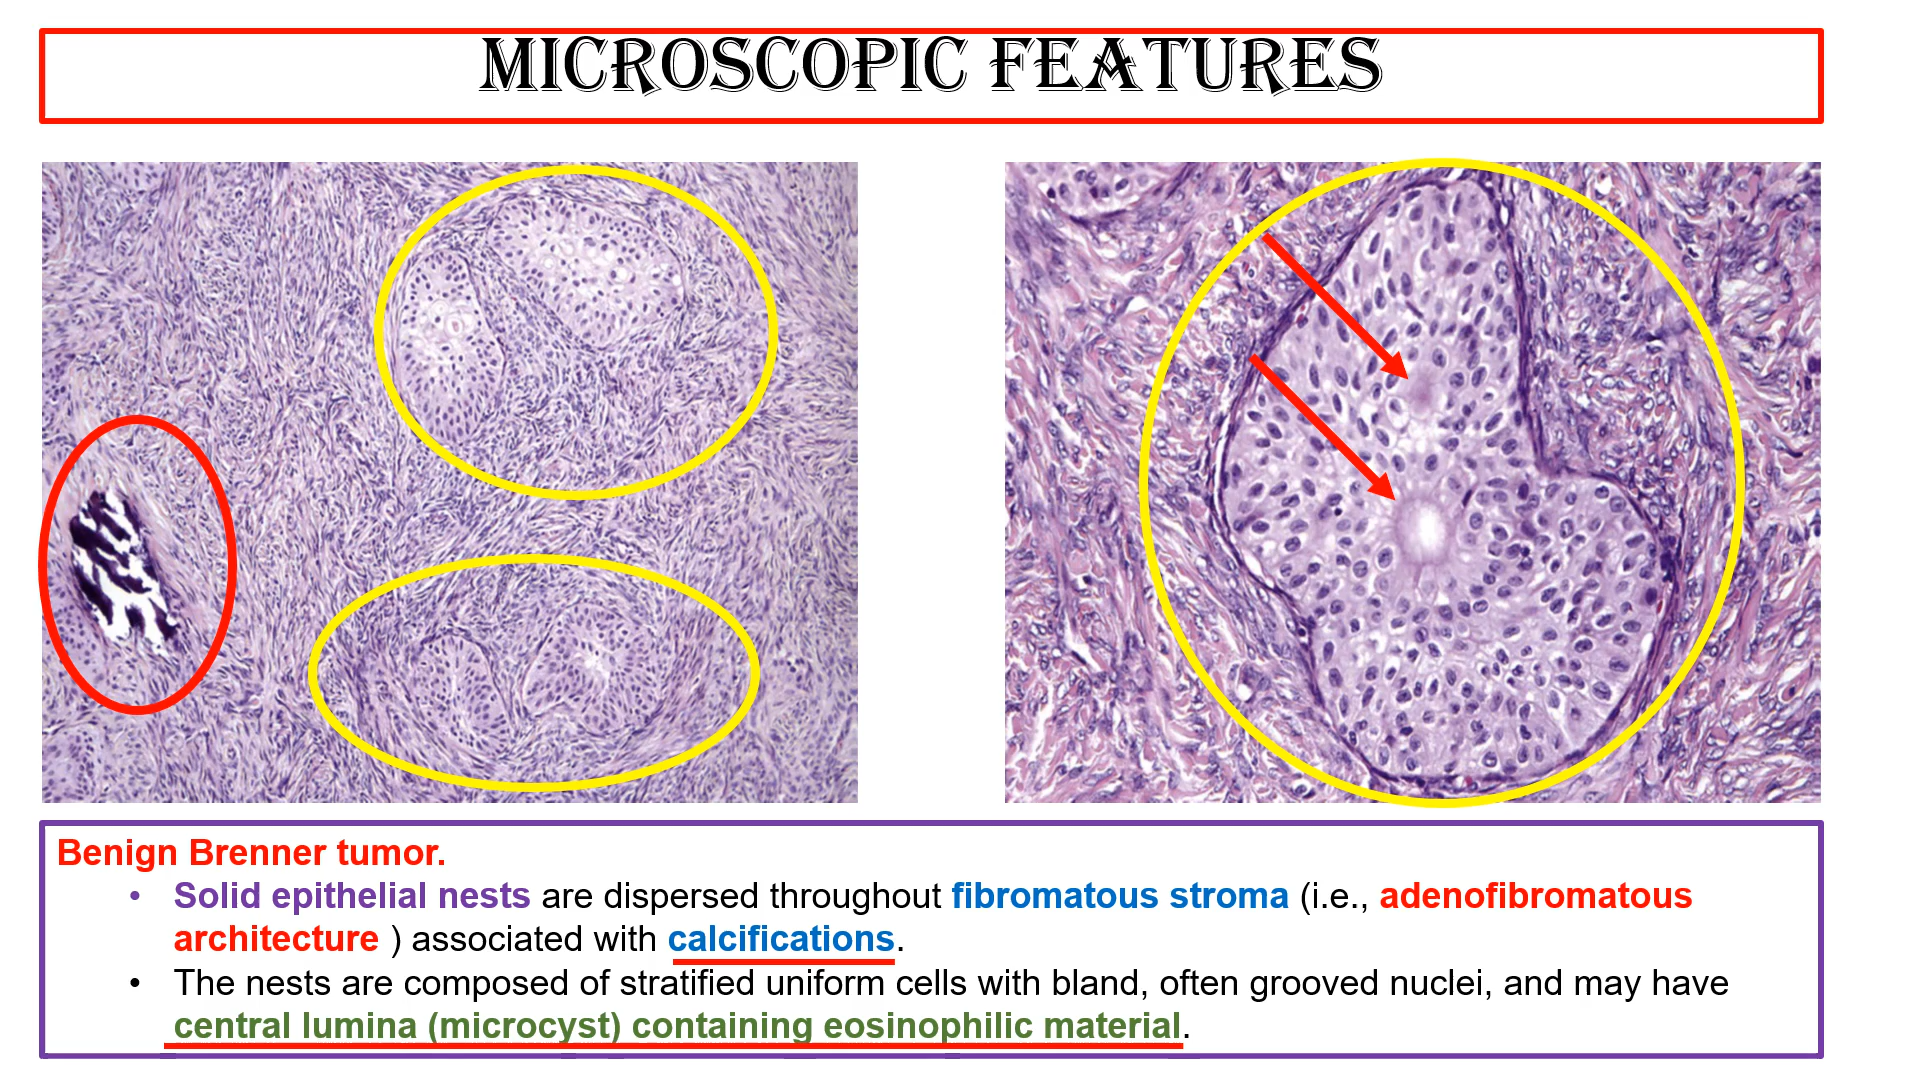 MICROSCOPIC FEATURES
Benign Brenner tumor.
• Solid epithelial nests are dispersed throughout fibromatous stroma (i.e., adenofibromatous
architecture ) associated with calcifications.
• The nests are composed of stratified uniform cells with bland, often grooved nuclei, and may have
central lumina (microcyst) containing eosinophilic material.